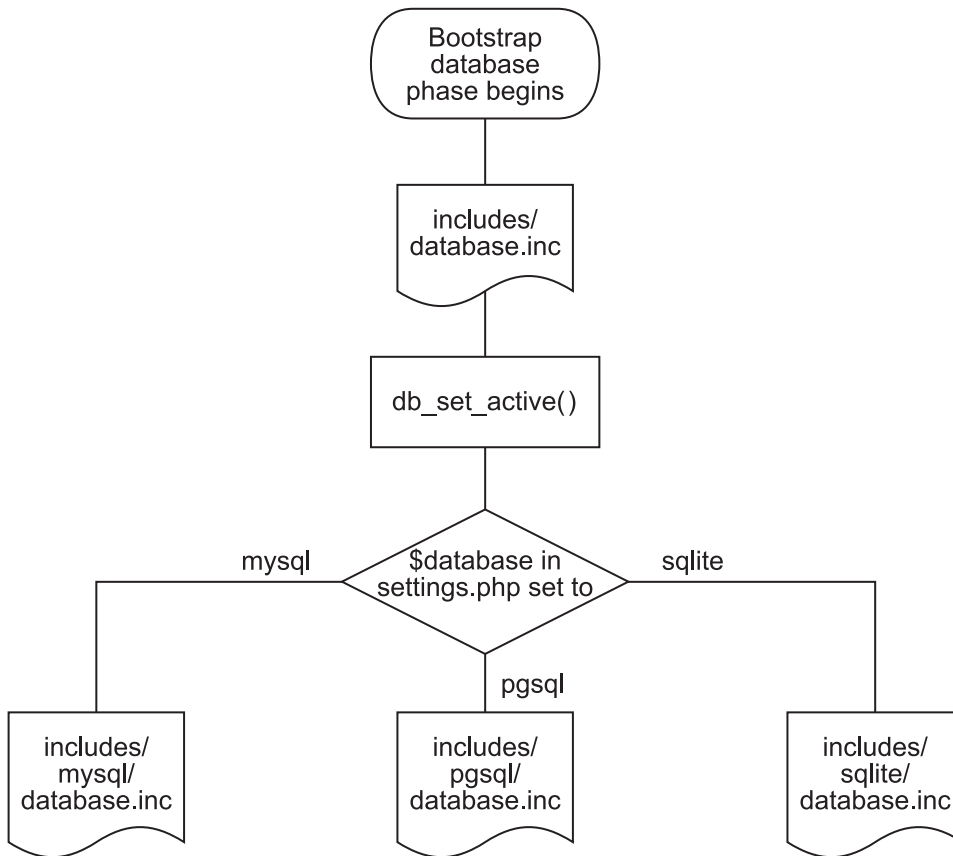 Bootstrap
database
phase begins
includes/
database.inc
db_set_active()
$database in
settings.php set to
mysql
sqlite
pgsql
includes/
mysql/
database.inc
includes/
pgsql/
database.inc
includes/
sqlite/
database.inc